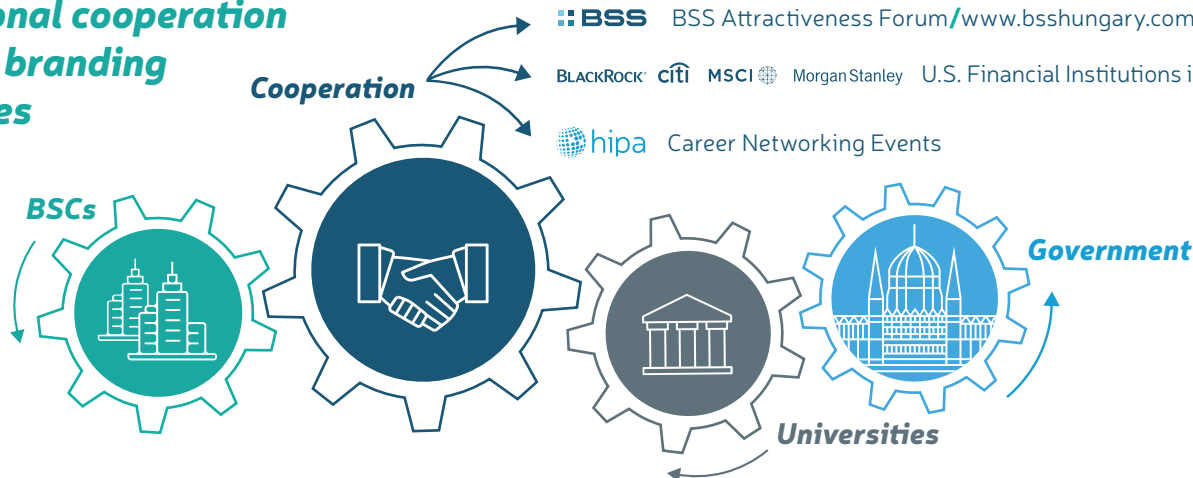 onal cooperation
branding
es
Cooperation
BSS BSS Attractiveness Forum/www.bsshungary.com
BLACKROCK® citi MSCI Morgan Stanley U.S. Financial Institutions i
hipa Career Networking Events
BSCs
Government
Universities